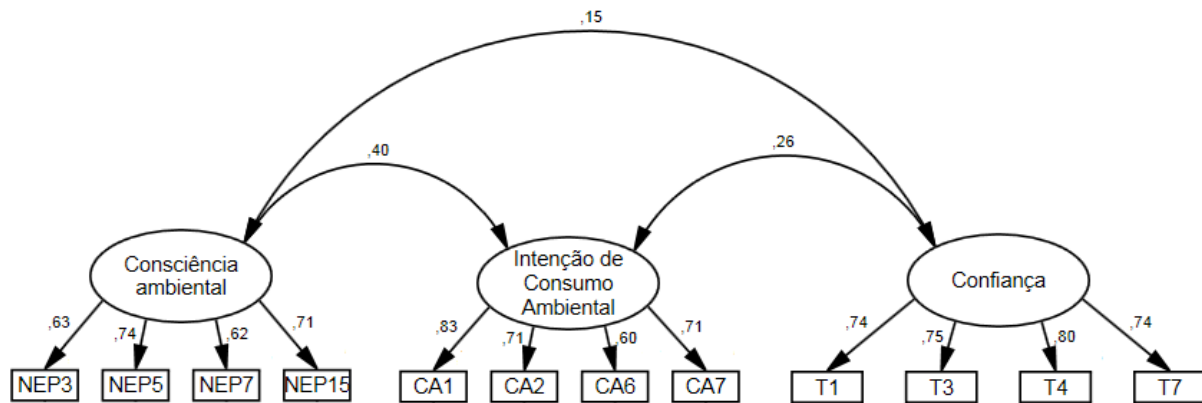 ,15
,40
,26
Consciência
ambiental
Intenção de
Consumo
Ambiental
Confiança
,63
,74
,62
,71
,83
,71
,60
,71
,74
,75
,80
,74
NEP3
NEP5
NEP7
NEP15
CA1
CA2
CA6
CA7
T1
T3
T4
T7